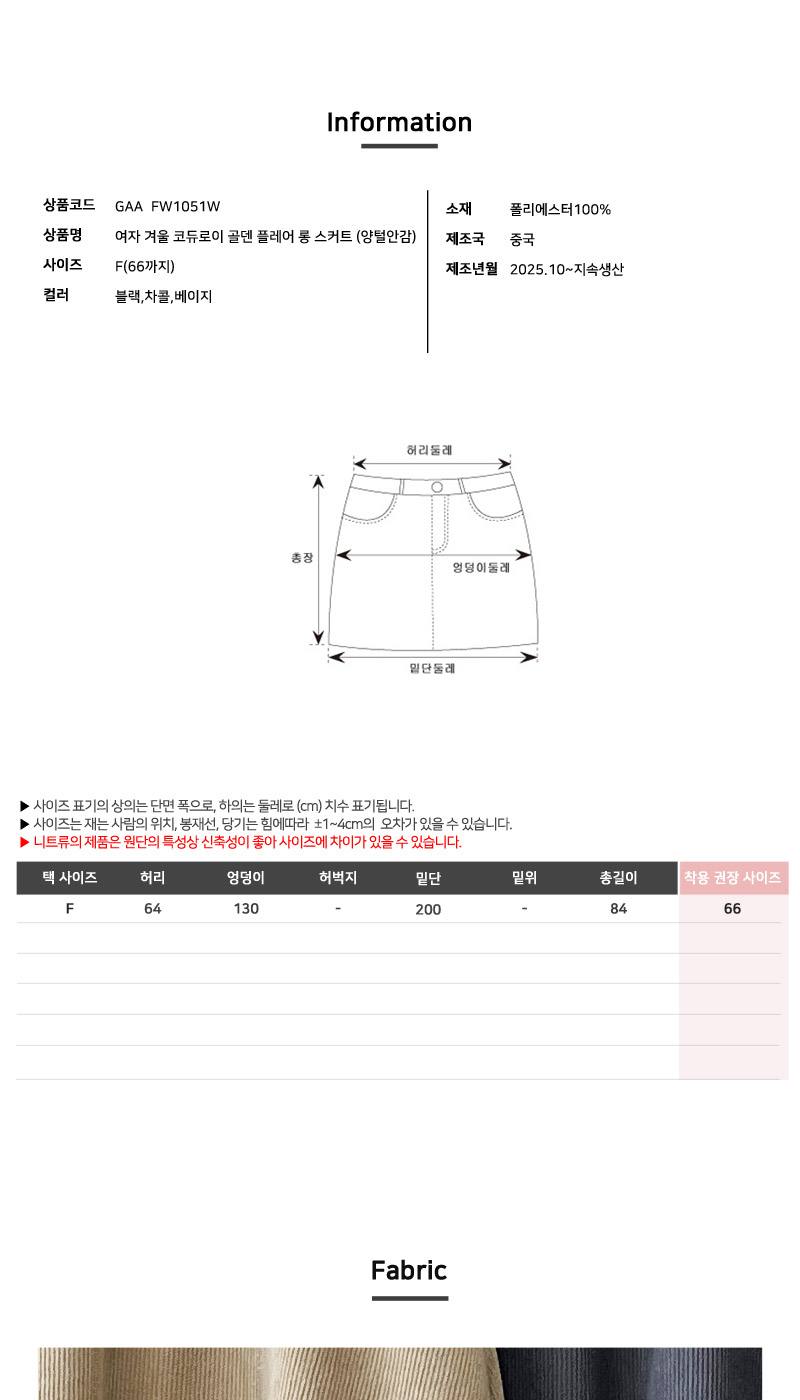 Information
상품코드 GAA FW1051W
상품명 여자 겨울 코듀로이 골덴 플레어 롱 스커트 (양털안감)
사이즈 F(66까지)
컬러 블랙,차콜,베이지
소재 폴리에스터100%
제조국 중국
제조년월 2025.10~지속생산
허리둘레
총장
엉덩이둘레
밑단둘레
▶ 사이즈 표기의 상의는 단면 폭으로, 하의는 둘레로 (cm) 치수 표기됩니다.
▶ 사이즈는 재는 사람의 위치, 봉재선, 당기는 힘에따라 ±1~4cm의 오차가 있을 수 있습니다.
▶ 니트류의 제품은 원단의 특성상 신축성이 좋아 사이즈에 차이가 있을 수 있습니다.
택 사이즈 허리 엉덩이 허벅지 밑단 밑위 총길이 착용 권장 사이즈
F 64 130 - 200 - 84 66
Fabric